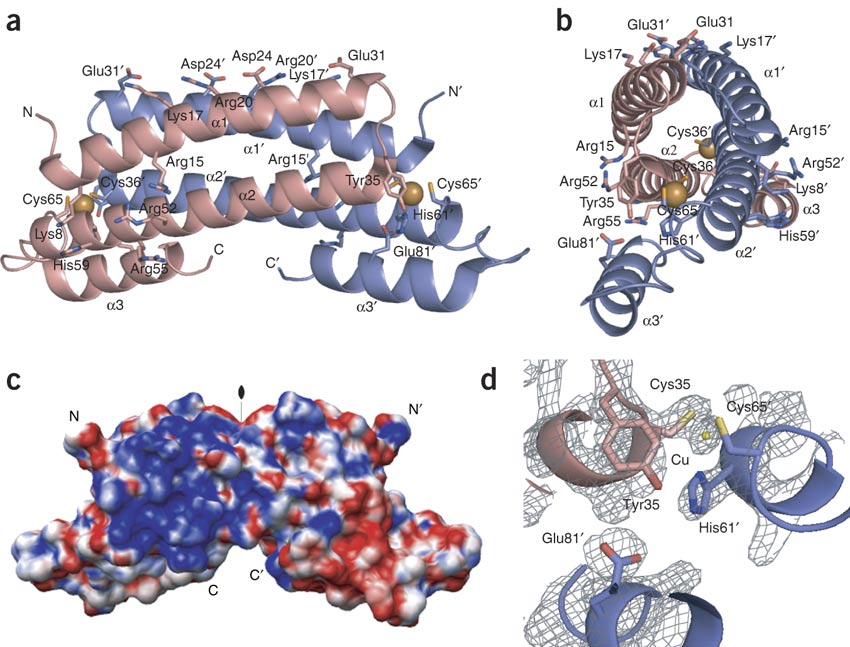 a
Glu31′
Asp24′
Asp24
Arg20′
Lys17′
Glu31
N
Lys17
Arg20
α1
α1′
N′
Arg15
Arg15′
Cys65
Cys36′
α2′
α2
Tyr35
Cys65′
Lys8
Arg52
His61′
His59
Arg55
C
C′
Glu81′
α3
α3′
b
Glu31′
Glu31
Lys17
Lys17′
α1′
α1
Cys36′
Arg15′
Arg15
α2
Cys36
Arg52′
Arg52
Lys8′
Tyr35
Cys65′
α3
Arg55
His61′
His59′
Glu81′
α2′
α3′
c
N
N′
C
C′
d
Cys35
Cys65′
Cu
Tyr35
His61′
Glu81′